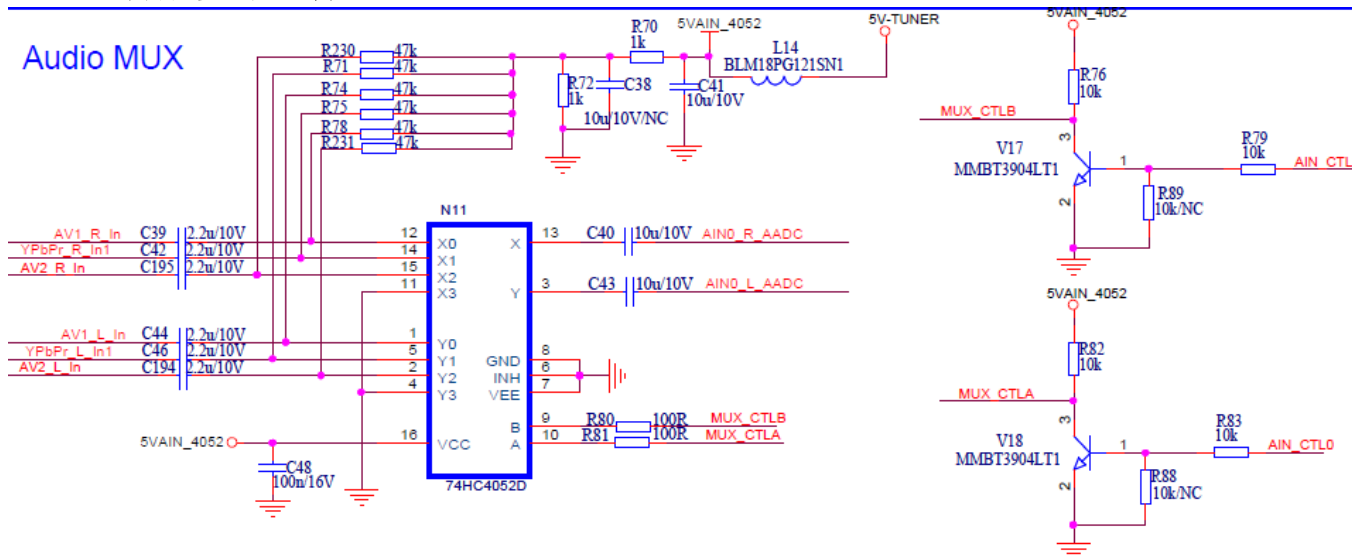 Audio MUX
R230 47k
R71 47k
R74 47k
R75 47k
R78 47k
R231 47k
R70
1k
R72
1k
C38
10u/10V/NC
5VAIN_4052
C41
10u/10V
L14
BLM18PG121SN1
5V-TUNER
AV1_R_In C39 2.2u/10V
YPbPr_R_In1 C42 2.2u/10V
AV2_R_In C195 2.2u/10V
AV1_L_In C44 2.2u/10V
YPbPr_L_In1 C46 2.2u/10V
AV2_L_In C194 2.2u/10V
5VAIN_4052
C48
100n/16V
N11
12 X0 X 13
14 X1
15 X2
11 X3 Y 3
1 Y0
5 Y1 GND 8
2 Y2 INH 6
4 Y3 VEE 7
B 9
16 VCC A 10
74HC4052D
C40 10u/10V AIN0_R_AADC
C43 10u/10V AIN0_L_AADC
R80 100R MUX_CTLB
R81 100R MUX_CTLA
5VAIN_4052
R76
10k
MUX_CTLB
3
V17
MMBT3904LT1
1
2
R79
10k
AIN_CTL
R89
10k/NC
5VAIN_4052
R82
10k
MUX_CTLA
3
V18
MMBT3904LT1
1
2
R83
10k
AIN_CTL0
R88
10k/NC